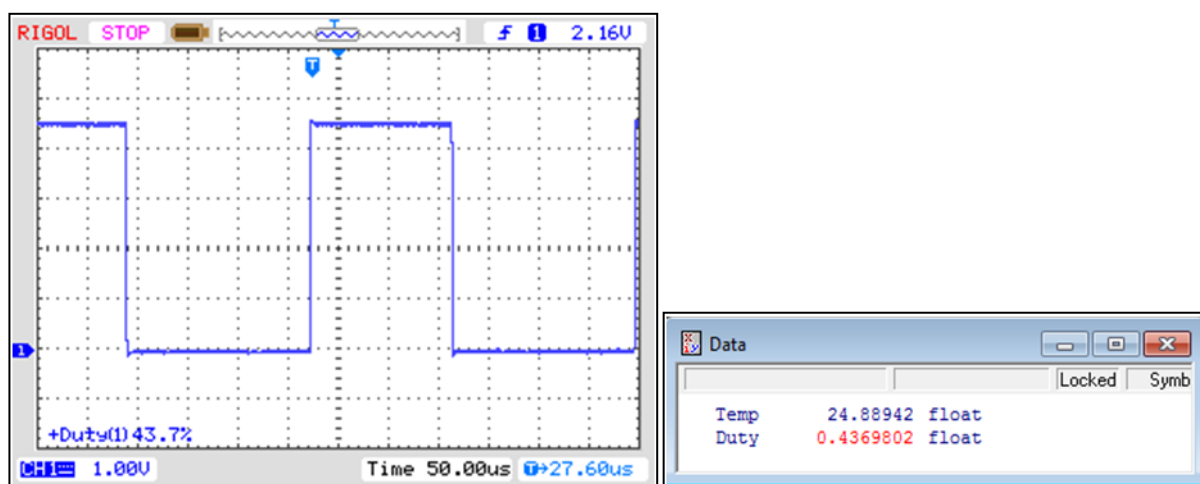 RIGOL STOP T f 1 2.16V
T
1
+Duty(1)43.7%
CH1 1.00V Time 50.00us T→27.60us
Data
Locked Symb
Temp 24.88942 float
Duty 0.4369802 float